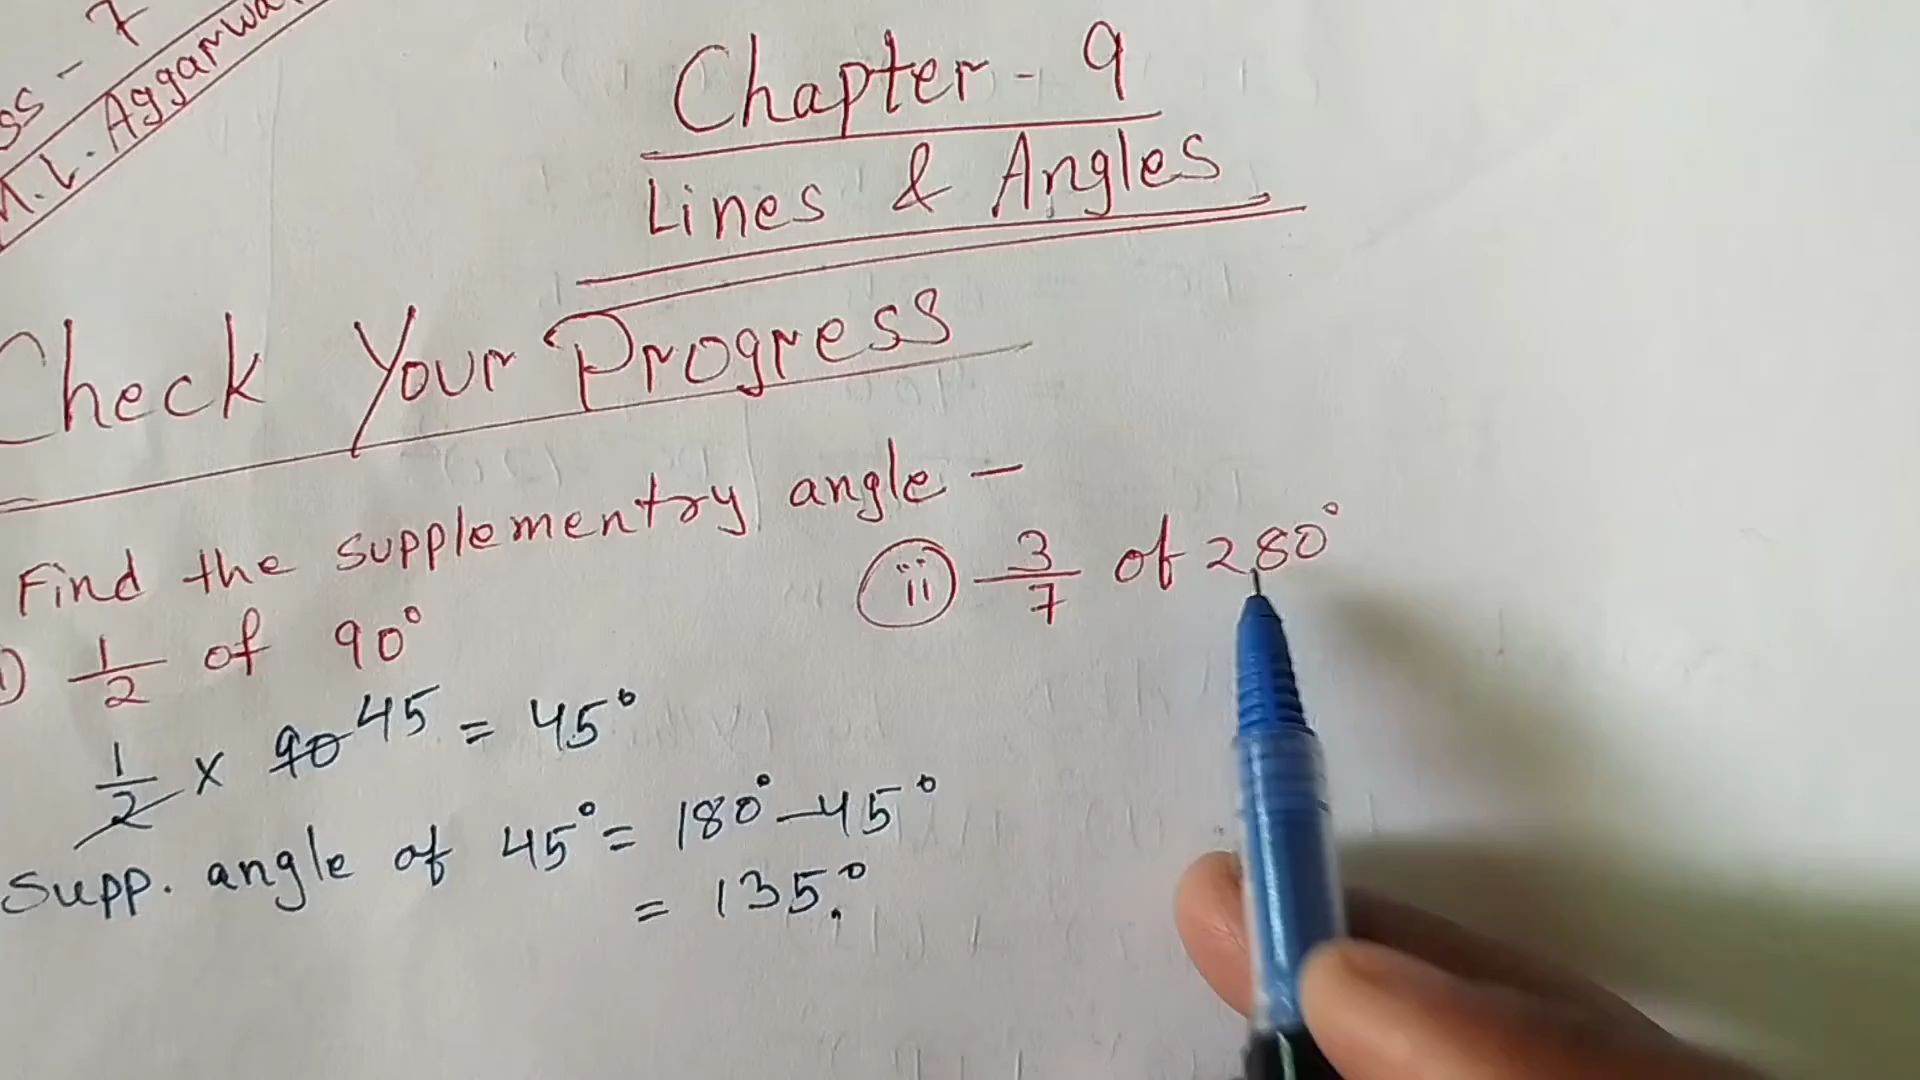 ss - 7
M.L. Aggarwa
Chapter - 9
Lines & Angles
Check Your Progress
Find the supplementry angle -
1/2 of 90°
(ii) 3/7 of 280°
1/2 × 90 45 = 45°
Supp. angle of 45° = 180° - 45°
= 135°.